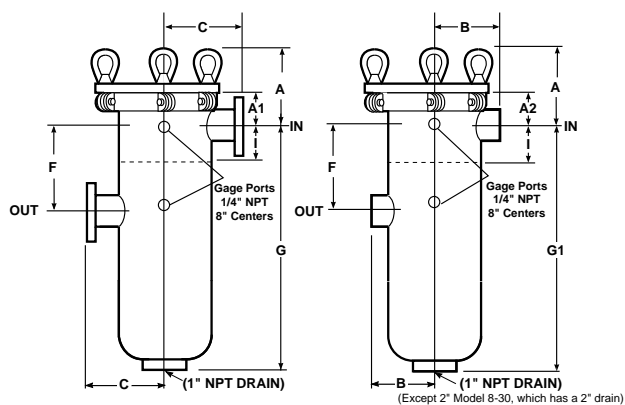 C
B
A
A
A1
A2
IN
IN
I
I
F
F
Gage Ports
1/4" NPT
8" Centers
Gage Ports
1/4" NPT
8" Centers
OUT
OUT
G
G1
C
(1" NPT DRAIN)
B
(1" NPT DRAIN)
(Except 2" Model 8-30, which has a 2" drain)